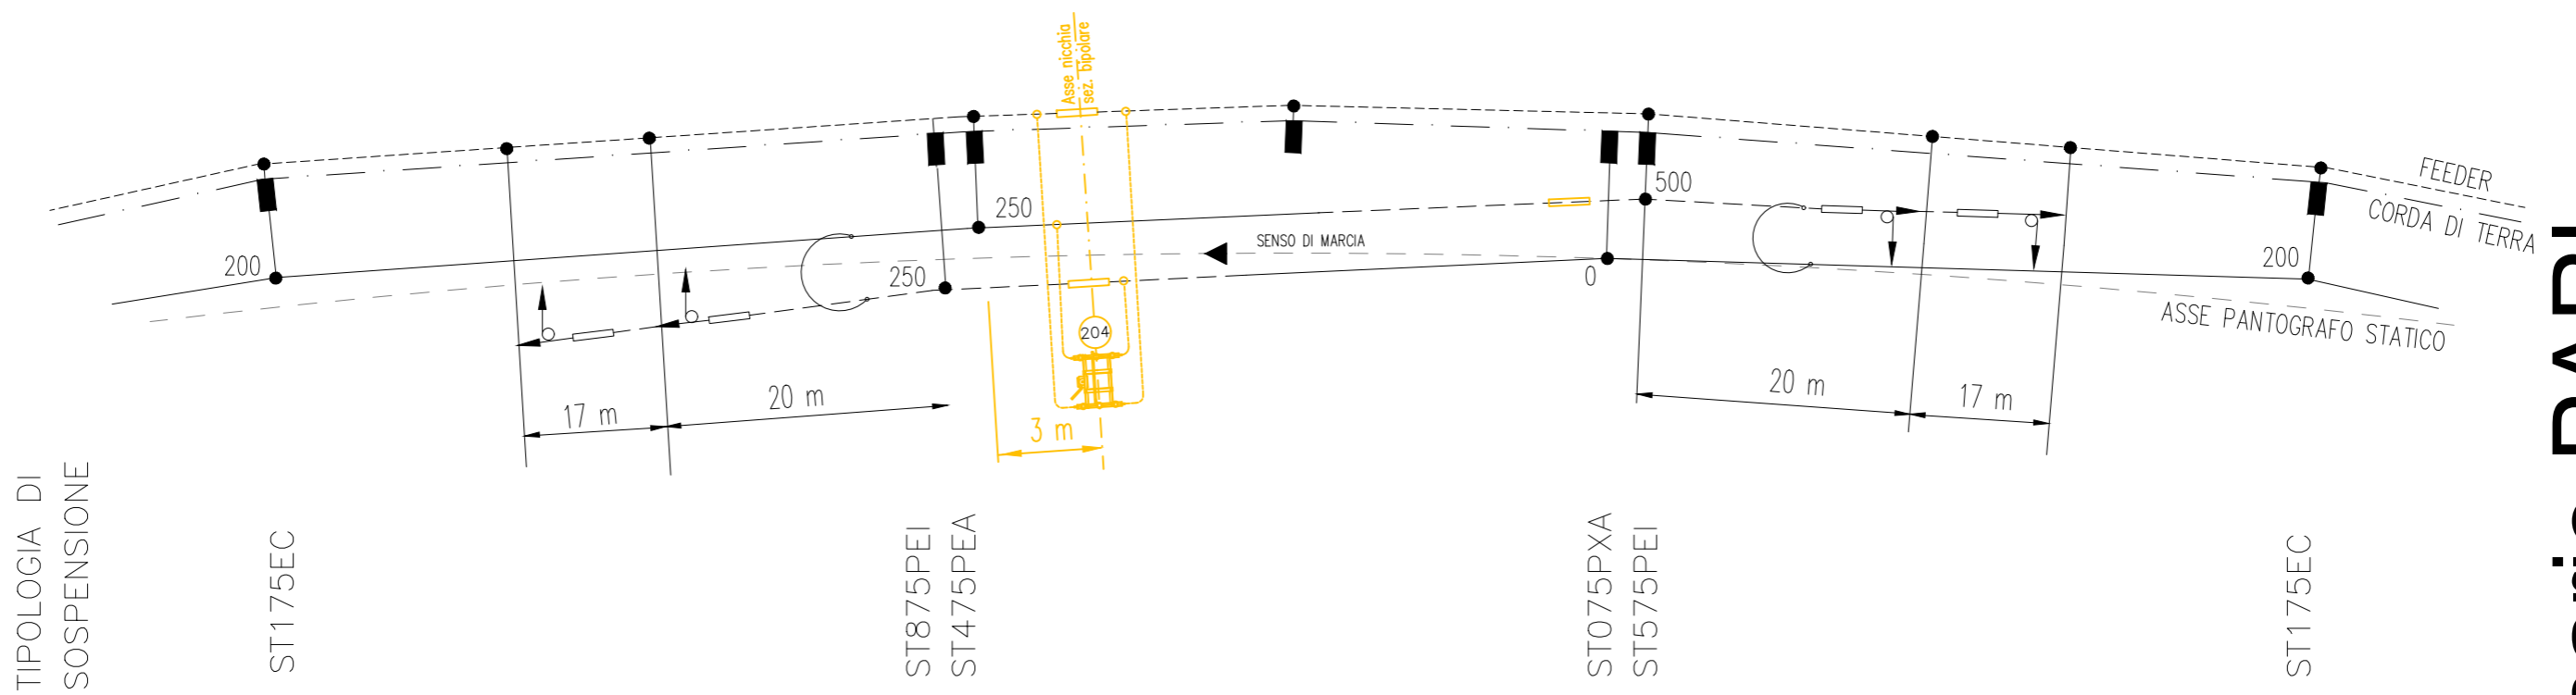 Asse nicchia
sez. bipolare
FEEDER
CORDA DI TERRA
500
250
SENSO DI MARCIA
200
250
0
200
ASSE PANTOGRAFO STATICO
204
17 m
20 m
3 m
20 m
17 m
TIPOLOGIA DI
SOSPENSIONE
ST175EC
ST875PEI
ST475PEA
ST075PXA
ST575PEI
ST175EC